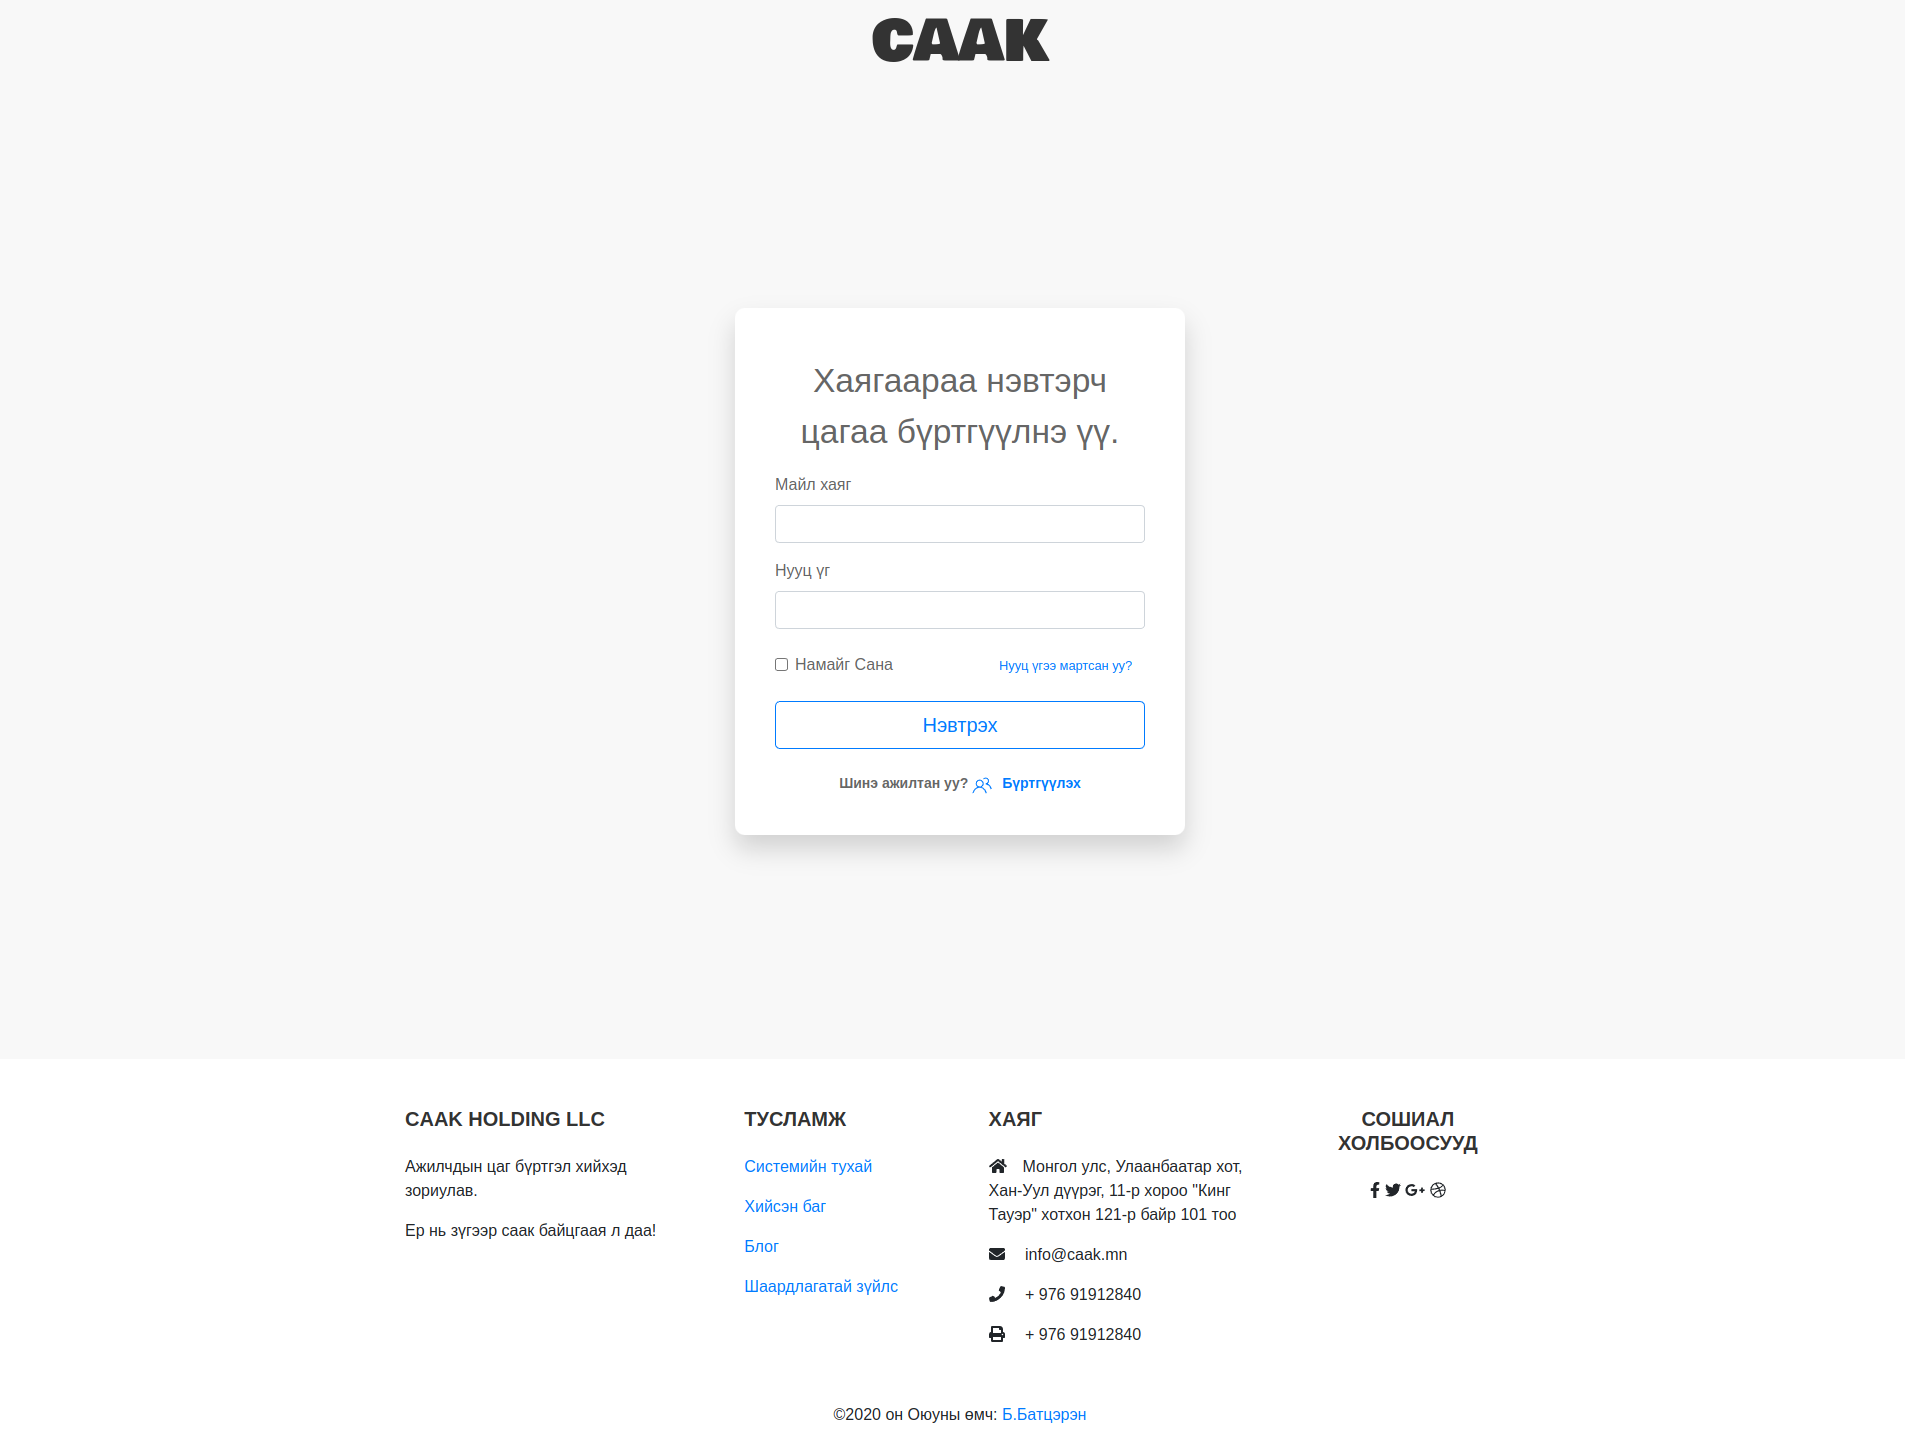 CAAK
Хаягаараа нэвтэрч
цагаа бүртгүүлнэ үү.
Майл хаяг
Нууц үг
Намайг Сана
Нууц үгээ мартсан уу?
Нэвтрэх
Шинэ ажилтан уу? Бүртгүүлэх
CAAK HOLDING LLC
Ажилчдын цаг бүртгэл хийхэд
зориулав.
Ер нь зүгээр саак байцгаая л даа!
ТУСЛАМЖ
Системийн тухай
Хийсэн баг
Блог
Шаардлагатай зүйлс
ХАЯГ
Монгол улс, Улаанбаатар хот,
Хан-Уул дүүрэг, 11-р хороо "Кинг
Тауэр" хотхон 121-р байр 101 тоо
info@caak.mn
+ 976 91912840
+ 976 91912840
СОШИАЛ
ХОЛБООСУУД
©2020 он Оюуны өмч: Б.Батцэрэн